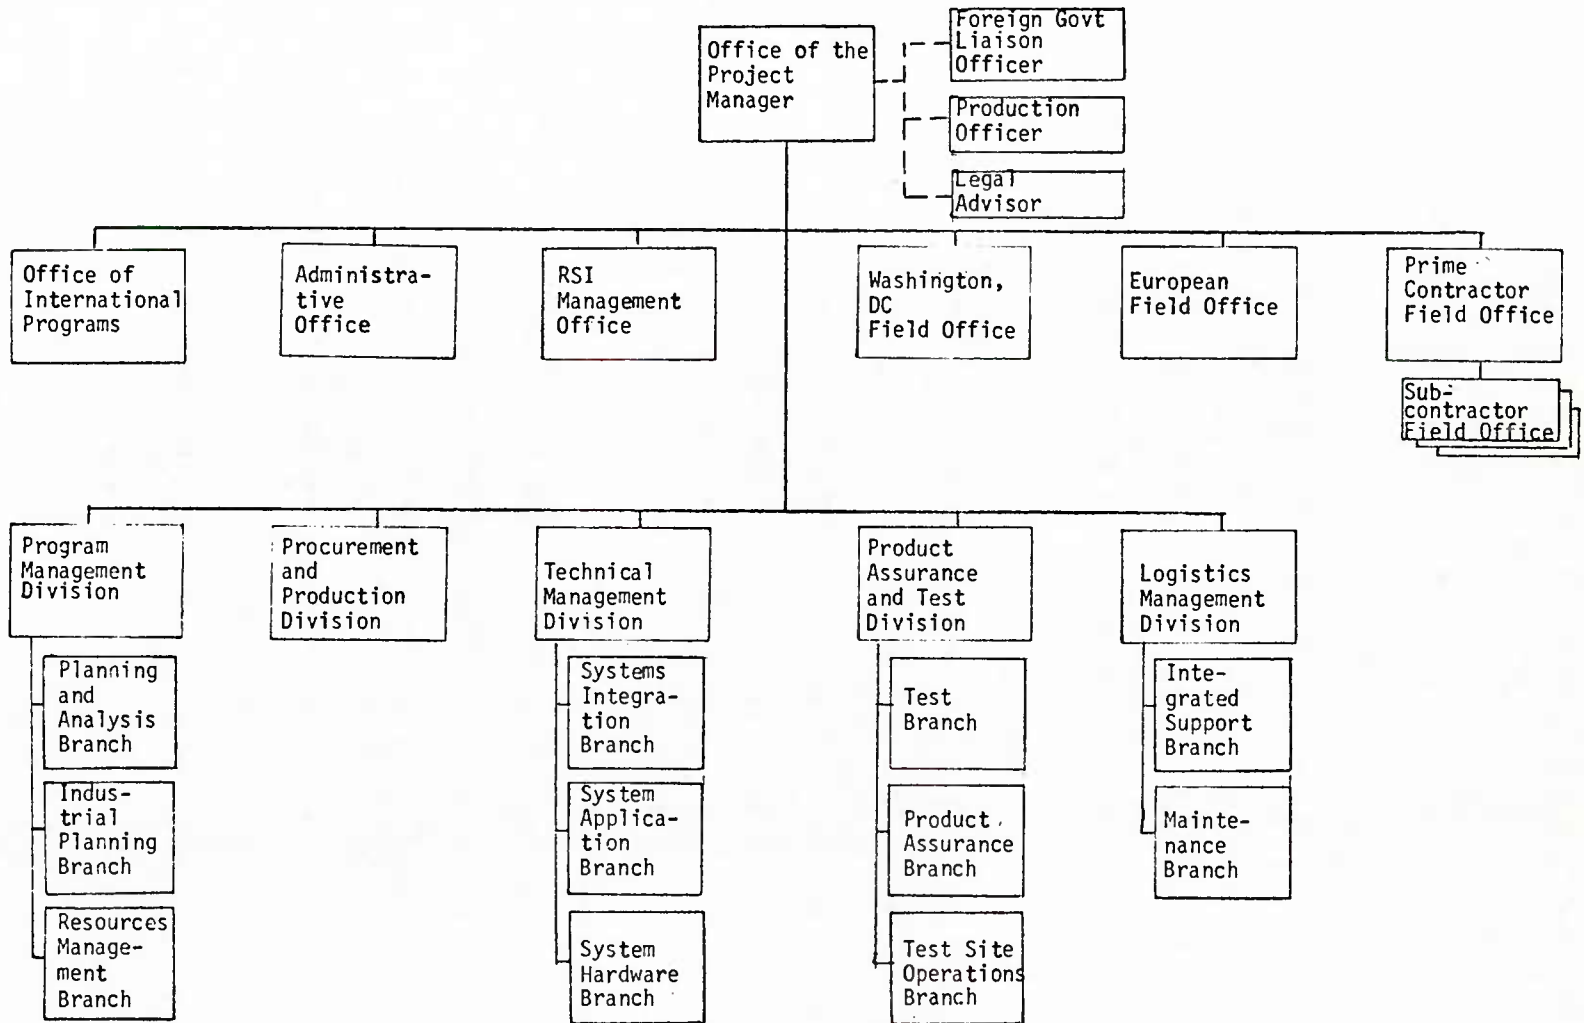 Office of the
Project
Manager
Foreign Govt
Liaison
Officer
Production
Officer
Legal
Advisor
Office of
International
Programs
Administra-
tive
Office
RSI
Management
Office
Washington,
DC
Field Office
European
Field Office
Prime
Contractor
Field Office
Sub-
contractor
Field Office
Program
Management
Division
Procurement
and
Production
Division
Technical
Management
Division
Product
Assurance
and Test
Division
Logistics
Management
Division
Planning
and
Analysis
Branch
Indus-
trial
Planning
Branch
Resources
Manage-
ment
Branch
Systems
Integra-
tion
Branch
System
Applica-
tion
Branch
System
Hardware
Branch
Test
Branch
Product
Assurance
Branch
Test Site
Operations
Branch
Inte-
grated
Support
Branch
Mainte-
nance
Branch